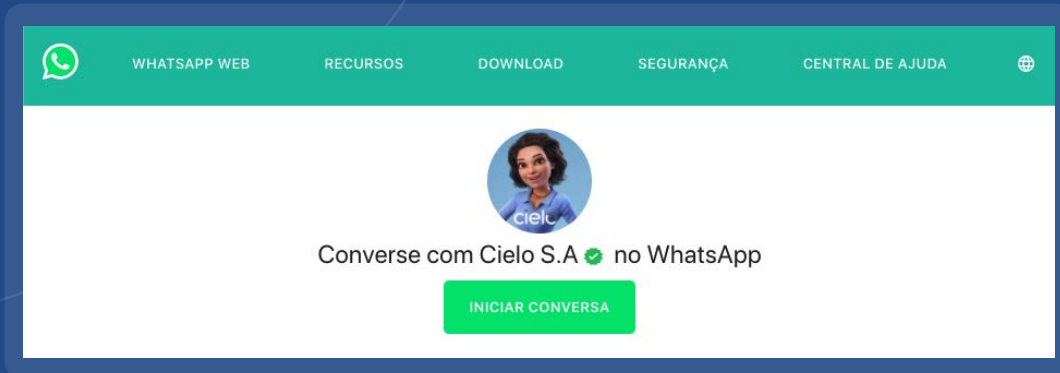 WHATSAPP WEB RECURSOS DOWNLOAD SEGURANÇA CENTRAL DE AJUDA
cielo
Converse com Cielo S.A no WhatsApp
INICIAR CONVERSA